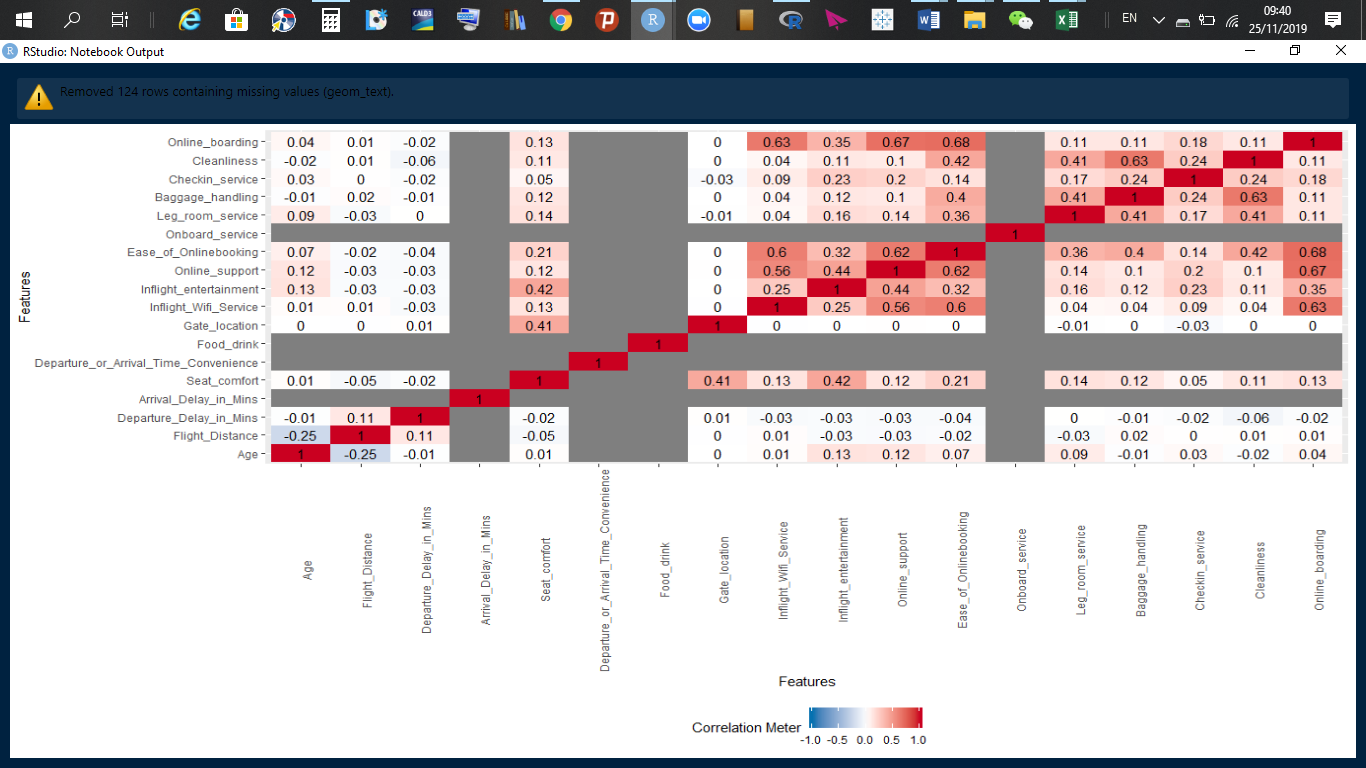 CALD3
EN
09:40
25/11/2019
RStudio: Notebook Output
Removed 124 rows containing missing values (geom_text).
Online_boarding 0.04 0.01 -0.02 0.13 0 0.63 0.35 0.67 0.68 0.11 0.11 0.18 0.11 1
Cleanliness -0.02 0.01 -0.06 0.11 0 0.04 0.11 0.1 0.42 0.41 0.63 0.24 1 0.11
Checkin_service 0.03 0 -0.02 0.05 -0.03 0.09 0.23 0.2 0.14 0.17 0.24 1 0.24 0.18
Baggage_handling -0.01 0.02 -0.01 0.12 0 0.04 0.12 0.1 0.4 0.41 1 0.24 0.63 0.11
Leg_room_service 0.09 -0.03 0 0.14 -0.01 0.04 0.16 0.14 0.36 1 0.41 0.17 0.41 0.11
Onboard_service 1
Ease_of_Onlinebooking 0.07 -0.02 -0.04 0.21 0 0.6 0.32 0.62 1 0.36 0.4 0.14 0.42 0.68
Online_support 0.12 -0.03 -0.03 0.12 0 0.56 0.44 1 0.62 0.14 0.1 0.2 0.1 0.67
Inflight_entertainment 0.13 -0.03 -0.03 0.42 0 0.25 1 0.44 0.32 0.16 0.12 0.23 0.11 0.35
Inflight_Wifi_Service 0.01 0.01 -0.03 0.13 0 1 0.25 0.56 0.6 0.04 0.04 0.09 0.04 0.63
Gate_location 0 0 0.01 0.41 1 0 0 0 0 -0.01 0 -0.03 0 0
Food_drink 1
Departure_or_Arrival_Time_Convenience 1
Seat_comfort 0.01 -0.05 -0.02 1 0.41 0.13 0.42 0.12 0.21 0.14 0.12 0.05 0.11 0.13
Arrival_Delay_in_Mins 1
Departure_Delay_in_Mins -0.01 0.11 1 -0.02 0.01 -0.03 -0.03 -0.03 -0.04 0 -0.01 -0.02 -0.06 -0.02
Flight_Distance -0.25 1 0.11 -0.05 0 0.01 -0.03 -0.03 -0.02 -0.03 0.02 0 0.01 0.01
Age 1 -0.25 -0.01 0.01 0 0.01 0.13 0.12 0.07 0.09 -0.01 0.03 -0.02 0.04
Features
Age
Flight_Distance
Departure_Delay_in_Mins
Arrival_Delay_in_Mins
Seat_comfort
Departure_or_Arrival_Time_Convenience
Food_drink
Gate_location
Inflight_Wifi_Service
Inflight_entertainment
Online_support
Ease_of_Onlinebooking
Onboard_service
Leg_room_service
Baggage_handling
Checkin_service
Cleanliness
Online_boarding
Features
Correlation Meter
-1.0 -0.5 0.0 0.5 1.0